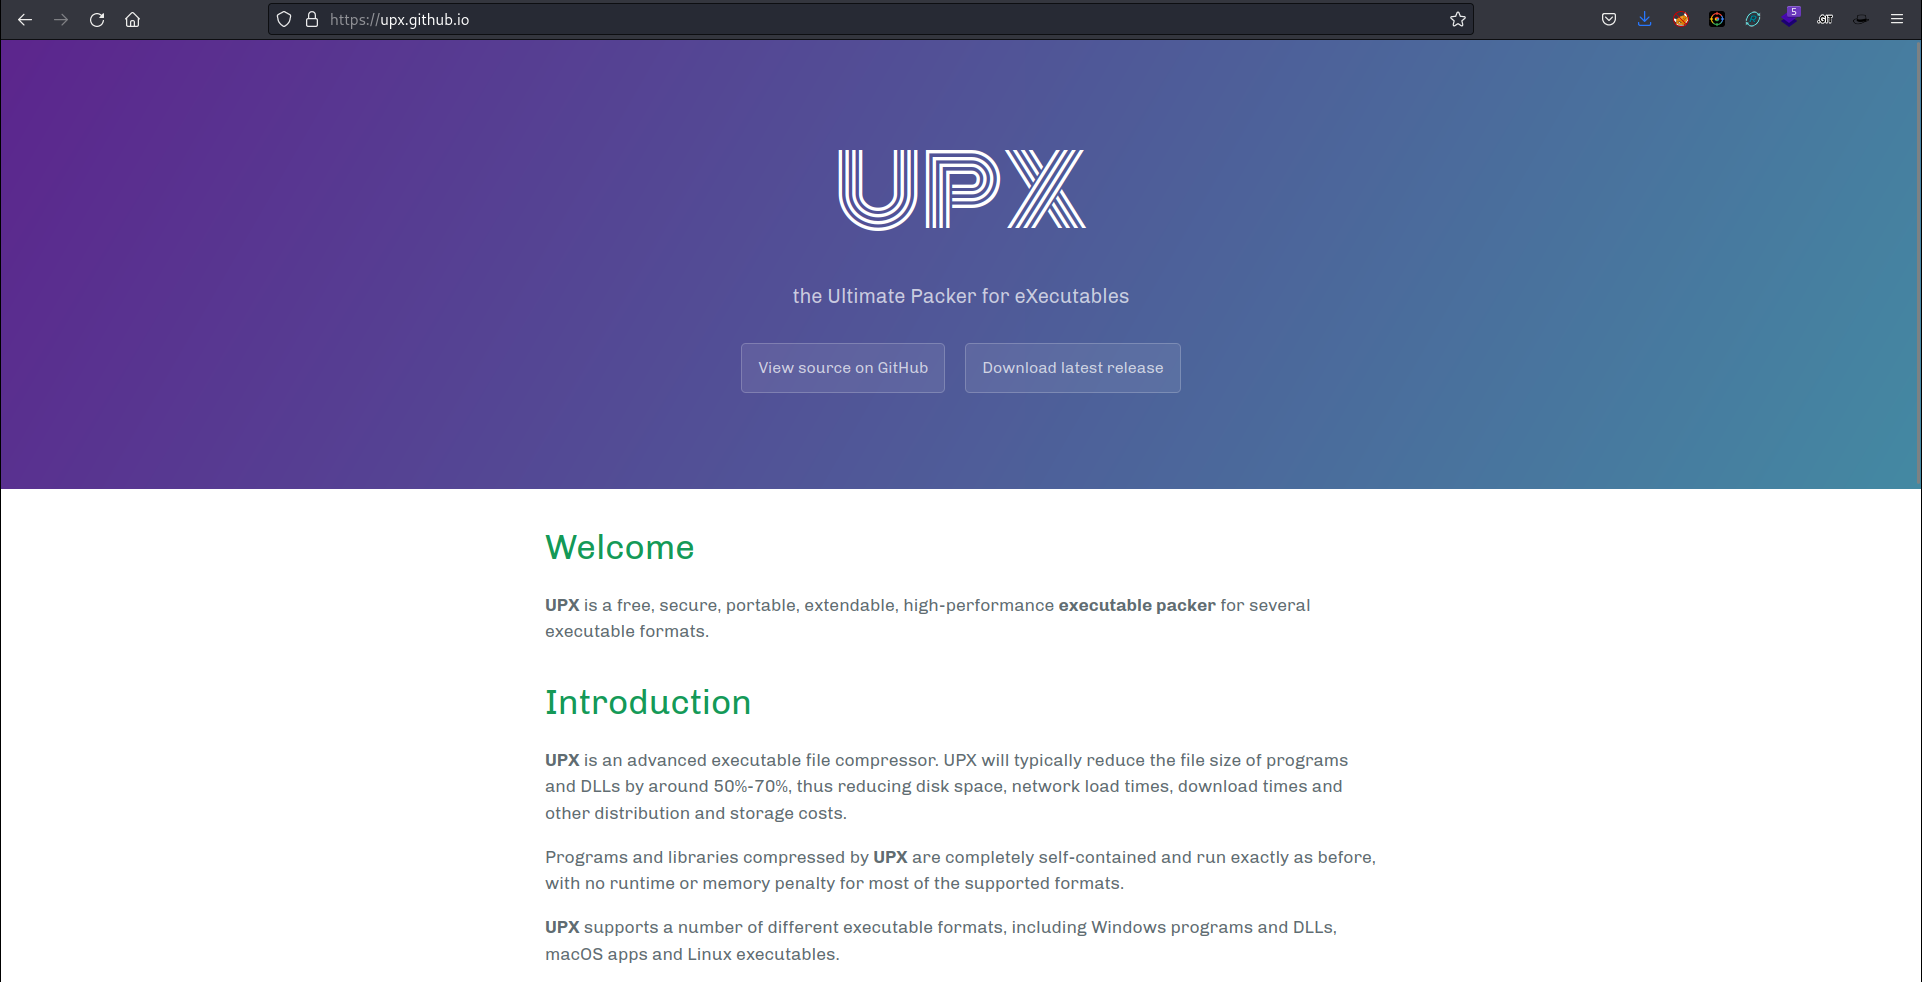 https://upx.github.io
5
.GIT
UPX
the Ultimate Packer for eXecutables
View source on GitHub
Download latest release
Welcome
UPX is a free, secure, portable, extendable, high-performance executable packer for several
executable formats.
Introduction
UPX is an advanced executable file compressor. UPX will typically reduce the file size of programs
and DLLs by around 50%-70%, thus reducing disk space, network load times, download times and
other distribution and storage costs.
Programs and libraries compressed by UPX are completely self-contained and run exactly as before,
with no runtime or memory penalty for most of the supported formats.
UPX supports a number of different executable formats, including Windows programs and DLLs,
macOS apps and Linux executables.